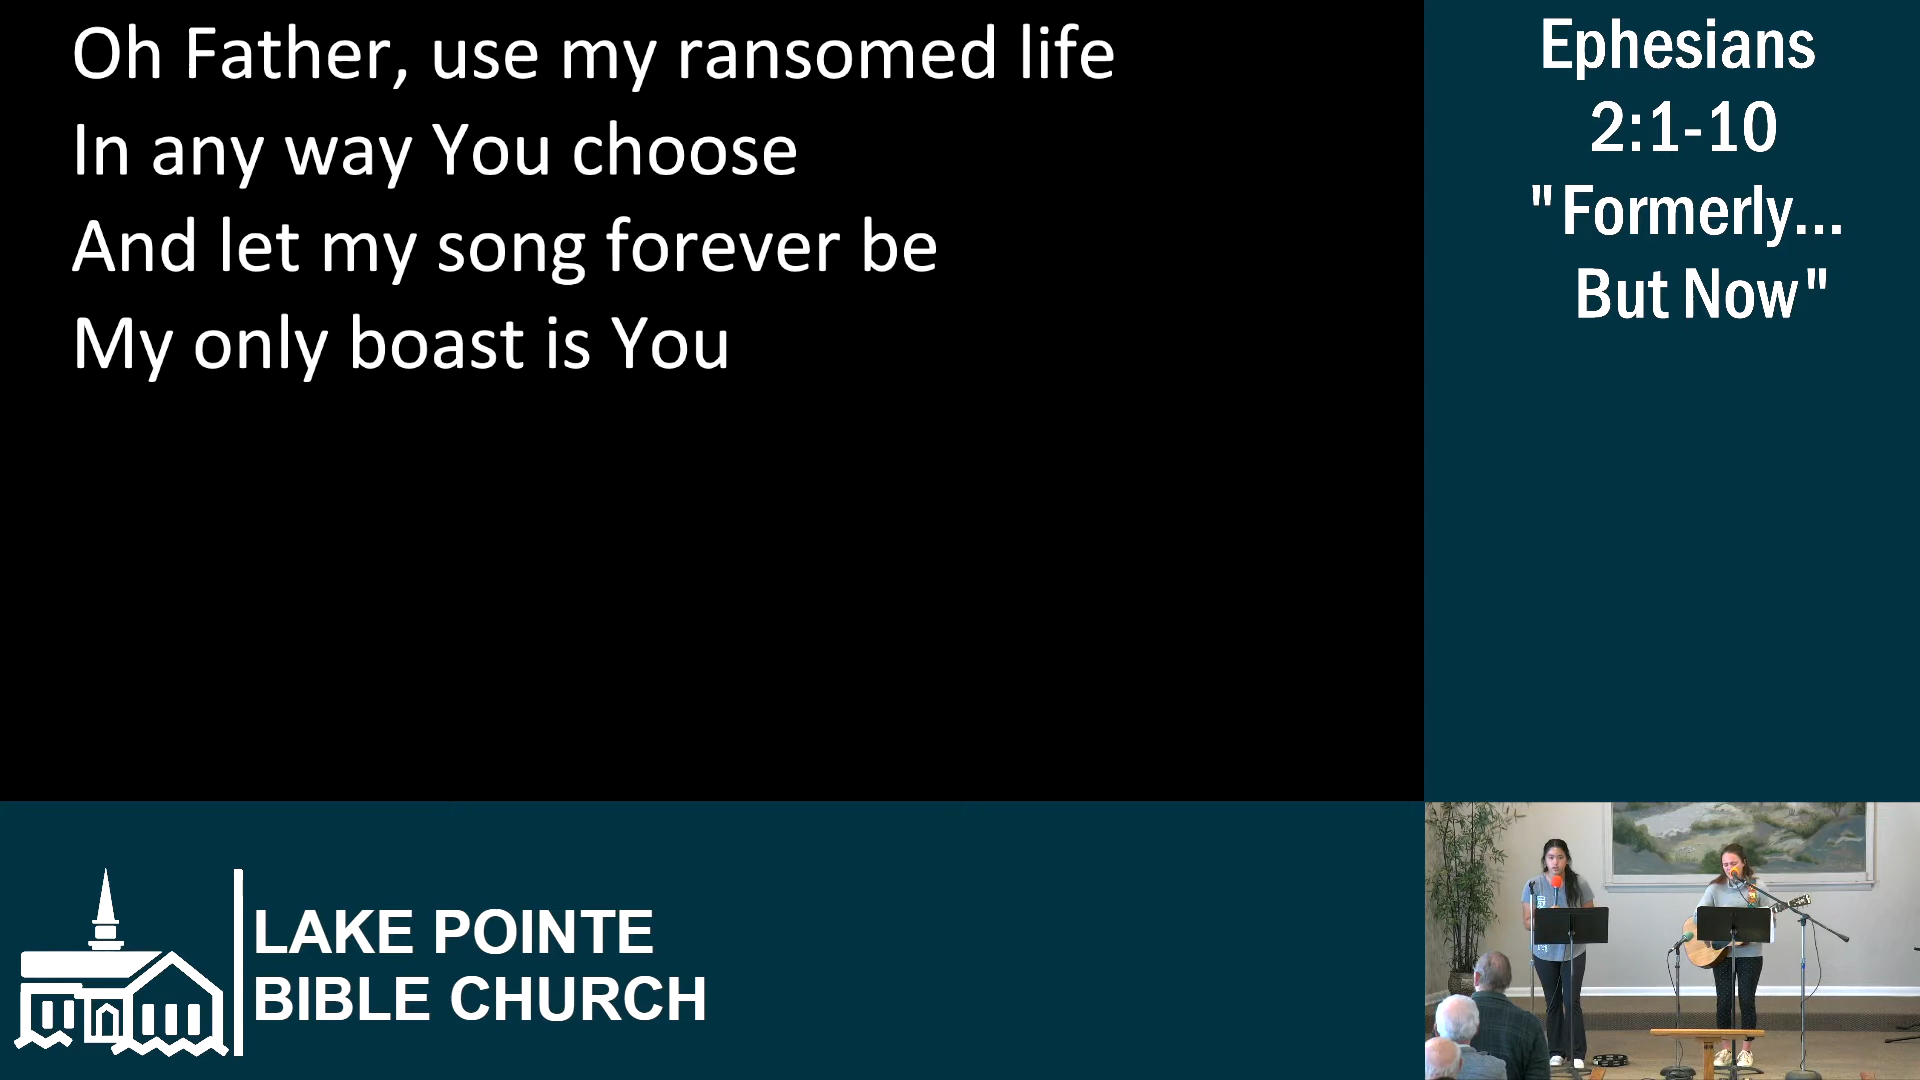 Oh Father, use my ransomed life
In any way You choose
And let my song forever be
My only boast is You
Ephesians
2:1-10
"Formerly...
But Now"
LAKE POINTE
BIBLE CHURCH